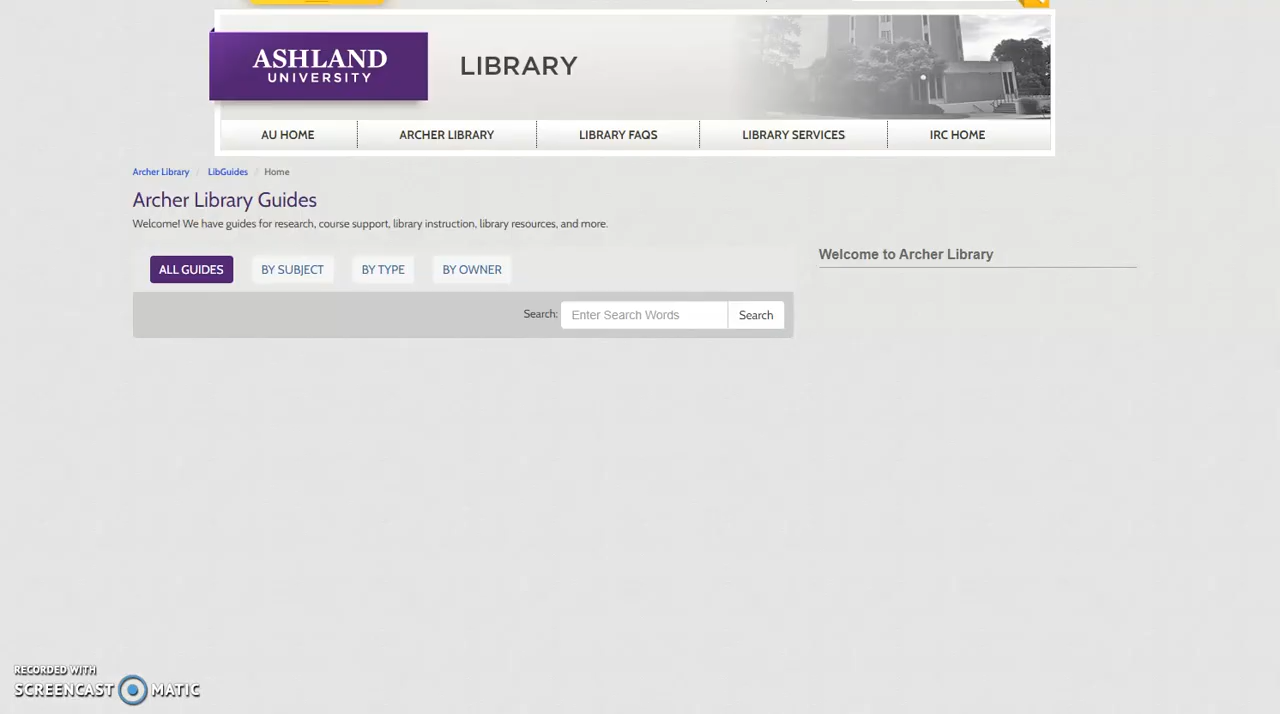 ASHLAND
UNIVERSITY
LIBRARY
AU HOME
ARCHER LIBRARY
LIBRARY FAQS
LIBRARY SERVICES
IRC HOME
Archer Library / LibGuides / Home
Archer Library Guides
Welcome! We have guides for research, course support, library instruction, library resources, and more.
ALL GUIDES
BY SUBJECT
BY TYPE
BY OWNER
Search: Enter Search Words Search
Welcome to Archer Library
RECORDED WITH
SCREENCAST MATIC